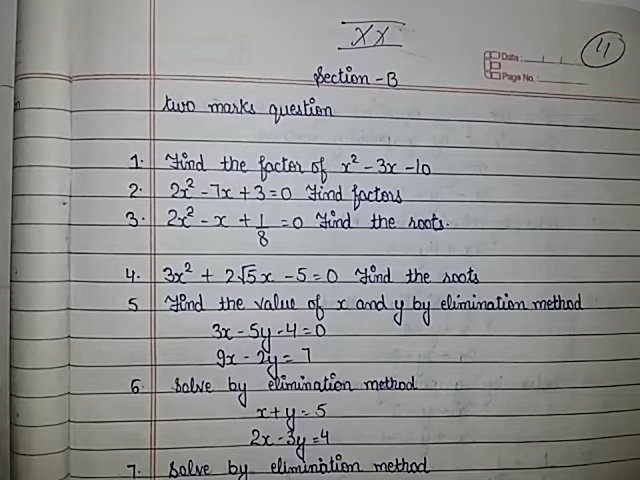 XX
4
Date: / /
Page No.:
Section-B
two marks question
1. Find the factor of x² - 3x - 10
2. 2x² - 7x + 3 = 0 Find factors
3. 2x² - x + 1/8 = 0 Find the roots.
4. 3x² + 2√5x - 5 = 0 Find the roots
5 Find the value of x and y by elimination method
3x - 5y - 4 = 0
9x - 2y = 7
6. Solve by elimination method
x + y = 5
2x - 3y = 4
7. Solve by elimination method